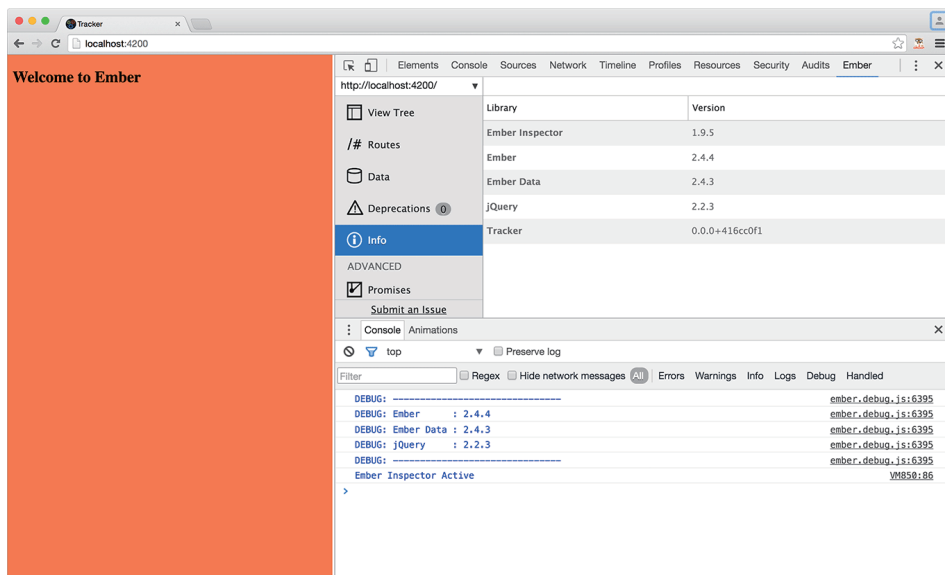 Tracker
localhost:4200
Welcome to Ember
Elements Console Sources Network Timeline Profiles Resources Security Audits Ember
http://localhost:4200/
View Tree
/# Routes
Data
Deprecations 0
Info
ADVANCED
Promises
Submit an Issue
Library Version
Ember Inspector 1.9.5
Ember 2.4.4
Ember Data 2.4.3
jQuery 2.2.3
Tracker 0.0.0+416cc0f1
Console Animations
top Preserve log
Filter Regex Hide network messages All Errors Warnings Info Logs Debug Handled
DEBUG: ------------------------------- ember.debug.js:6395
DEBUG: Ember : 2.4.4 ember.debug.js:6395
DEBUG: Ember Data : 2.4.3 ember.debug.js:6395
DEBUG: jQuery : 2.2.3 ember.debug.js:6395
DEBUG: ------------------------------- ember.debug.js:6395
Ember Inspector Active VM850:86